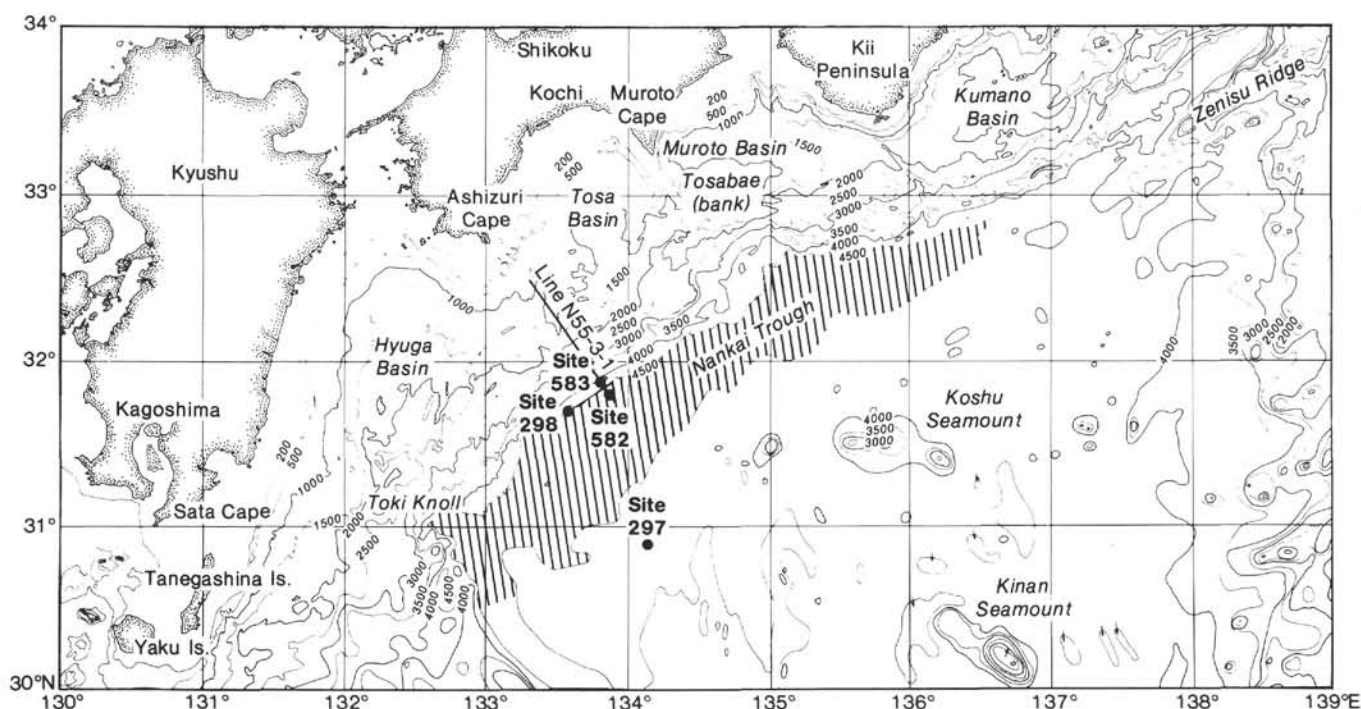 34°
33°
32°
31°
30°N
130°
131°
132°
133°
134°
135°
136°
137°
138°
139°E
Shikoku
Kii
Peninsula
Kochi
Muroto
Cape
200
500
1000
Kumano
Basin
200
Zenisu Ridge
Muroto Basin
1500
Kyushu
200
500
Ashizuri
Cape
Tosa
Basin
Tosabae
(bank)
2000
2500
3000
3500
4000
4500
1500
1000
Line N55-3-1
2000
2500
3000
3500
4000
4500
Nankai Trough
Hyuga
Basin
Site
583
Site
298
Site
582
3500
3000
2500
2000
4000
Koshu
Seamount
4000
3500
3000
Kagoshima
200
500
1000
Toki Knoll
Sata Cape
1500
2000
2500
Site
297
Tanegashina Is.
3000
3500
4000
4500
4000
Kinan
Seamount
Yaku Is.